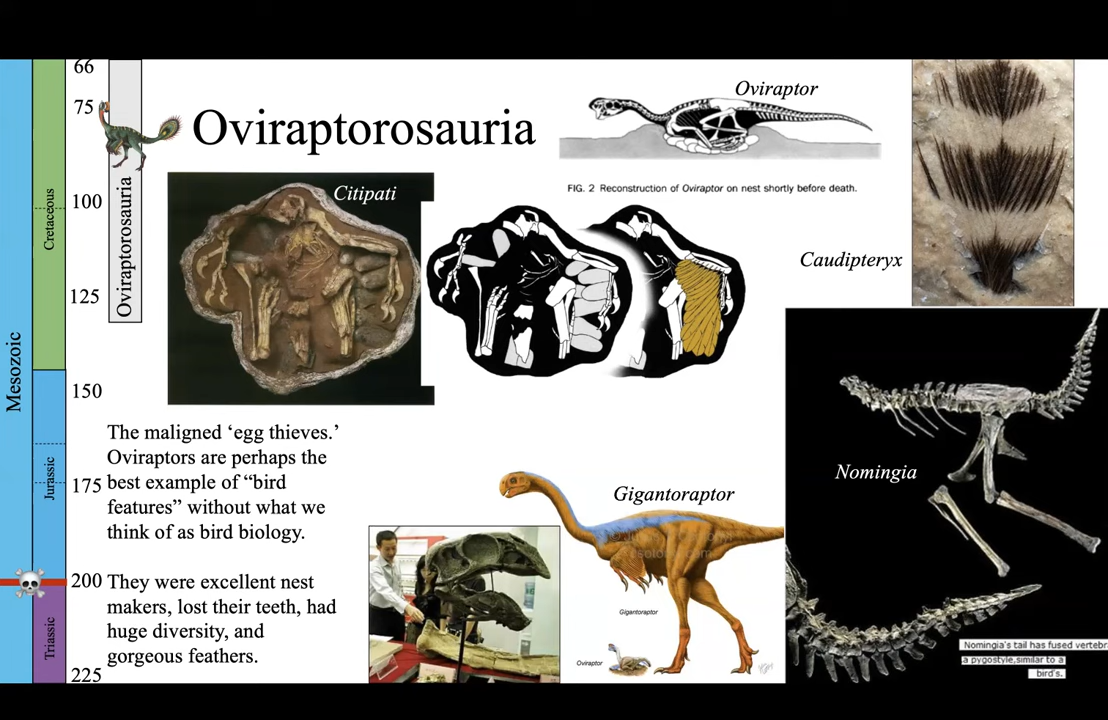 66
75
100
125
150
175
200
225
Mesozoic
Cretaceous
Jurassic
Triassic
Oviraptorosauria
Oviraptorosauria
Oviraptor
FIG. 2 Reconstruction of Oviraptor on nest shortly before death.
Citipati
Caudipteryx
Nomingia
The maligned ‘egg thieves.’
Oviraptors are perhaps the
best example of “bird
features” without what we
think of as bird biology.
They were excellent nest
makers, lost their teeth, had
huge diversity, and
gorgeous feathers.
Gigantoraptor
Gigantoraptor
Oviraptor
Nomingia's tail has fused vertebr
a pygostyle,similar to a
bird's.